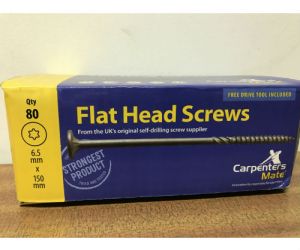 FREE DRIVE TOOL INCLUDED
Qty
80
6.5
mm
x
150
mm
Flat Head Screws
From the UK's original self-drilling screw supplier
STRONGEST
PRODUCT
Carpenters
Mate